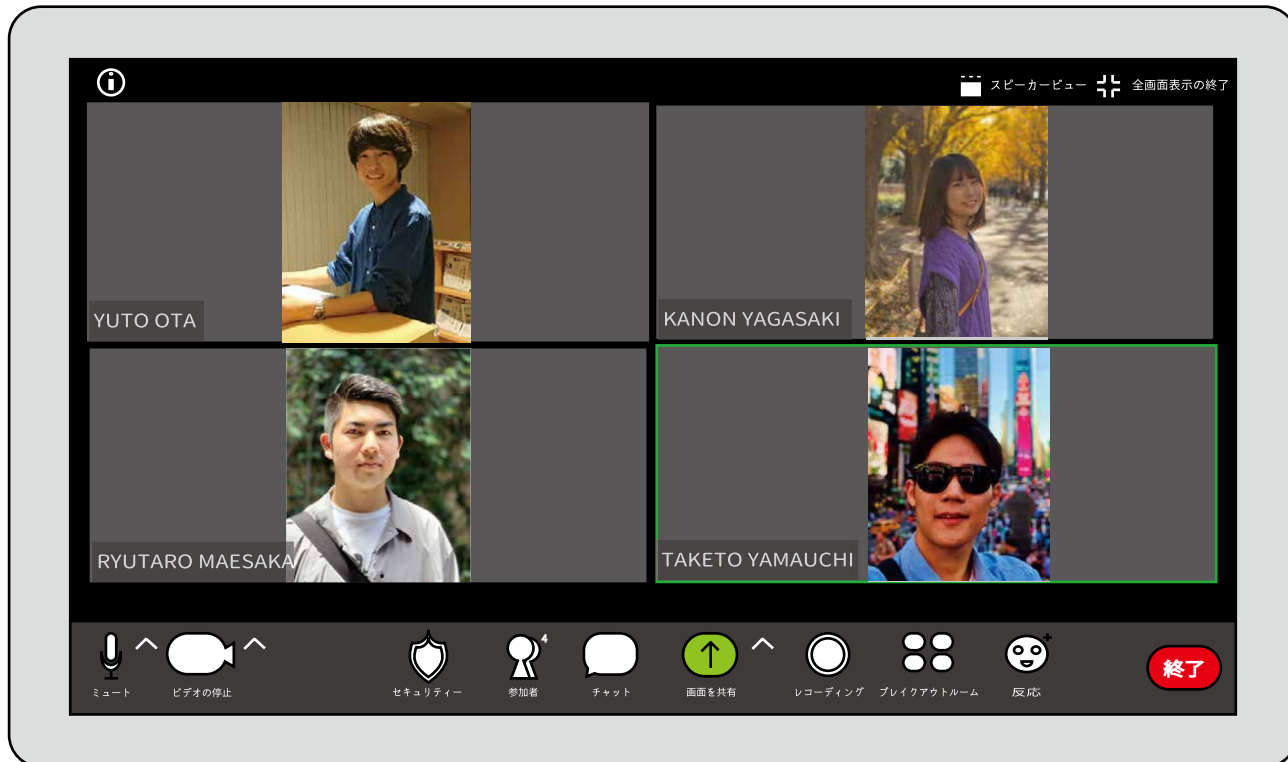 スピーカービュー
全画面表示の終了
YUTO OTA
KANON YAGASAKI
RYUTARO MAESAKA
TAKETO YAMAUCHI
ミュート
ビデオの停止
セキュリティー
参加者
4
チャット
画面を共有
レコーディング
ブレイクアウトルーム
反応
終了